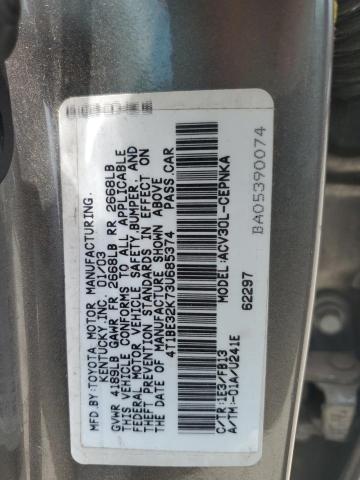 MFD.BY:TOYOTA MOTOR MANUFACTURING.
KENTUCKY, INC. 01/03
GVWR 4189LB GAWR FR 2668LB RR 2668LB
THIS VEHICLE CONFORMS TO ALL APPLICABLE
FEDERAL MOTOR VEHICLE SAFETY,BUMPER, AND
THEFT PREVENTION STANDARDS IN EFFECT ON
THE DATE OF MANUFACTURE SHOWN ABOVE
4T1BE32K73U685374 PASS.CAR
MODEL:ACV30L-CEPNKA
62297
C/TR:1E3/FB13
A/TM:-01A/U241E
BA05390074